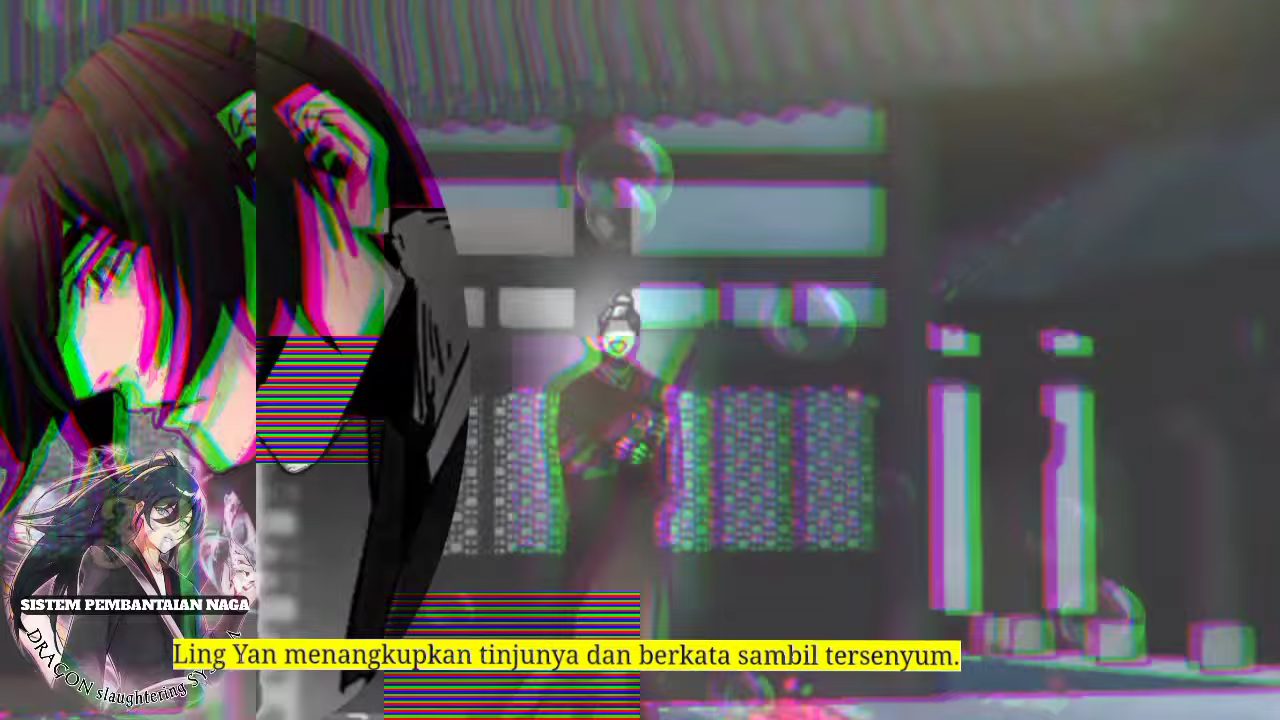 SISTEM PEMBANTAIAN NAGA
DRAGON slaughtering
Ling Yan menangkupkan tinjunya dan berkata sambil tersenyum.